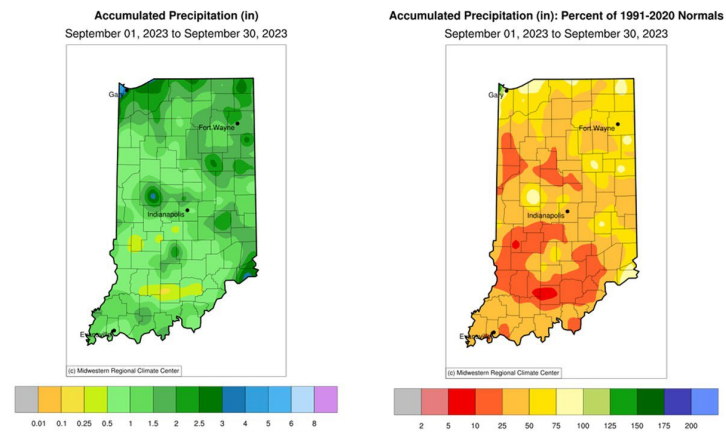 Accumulated Precipitation (in)
September 01, 2023 to September 30, 2023
Gary
Fort Wayne
Indianapolis
Evansville
(c) Midwestern Regional Climate Center
0.01 0.1 0.25 0.5 1 1.5 2 2.5 3 4 5 6 8
Accumulated Precipitation (in): Percent of 1991-2020 Normals
September 01, 2023 to September 30, 2023
Gary
Fort Wayne
Indianapolis
Evansville
(c) Midwestern Regional Climate Center
2 5 10 25 50 75 100 125 150 175 200